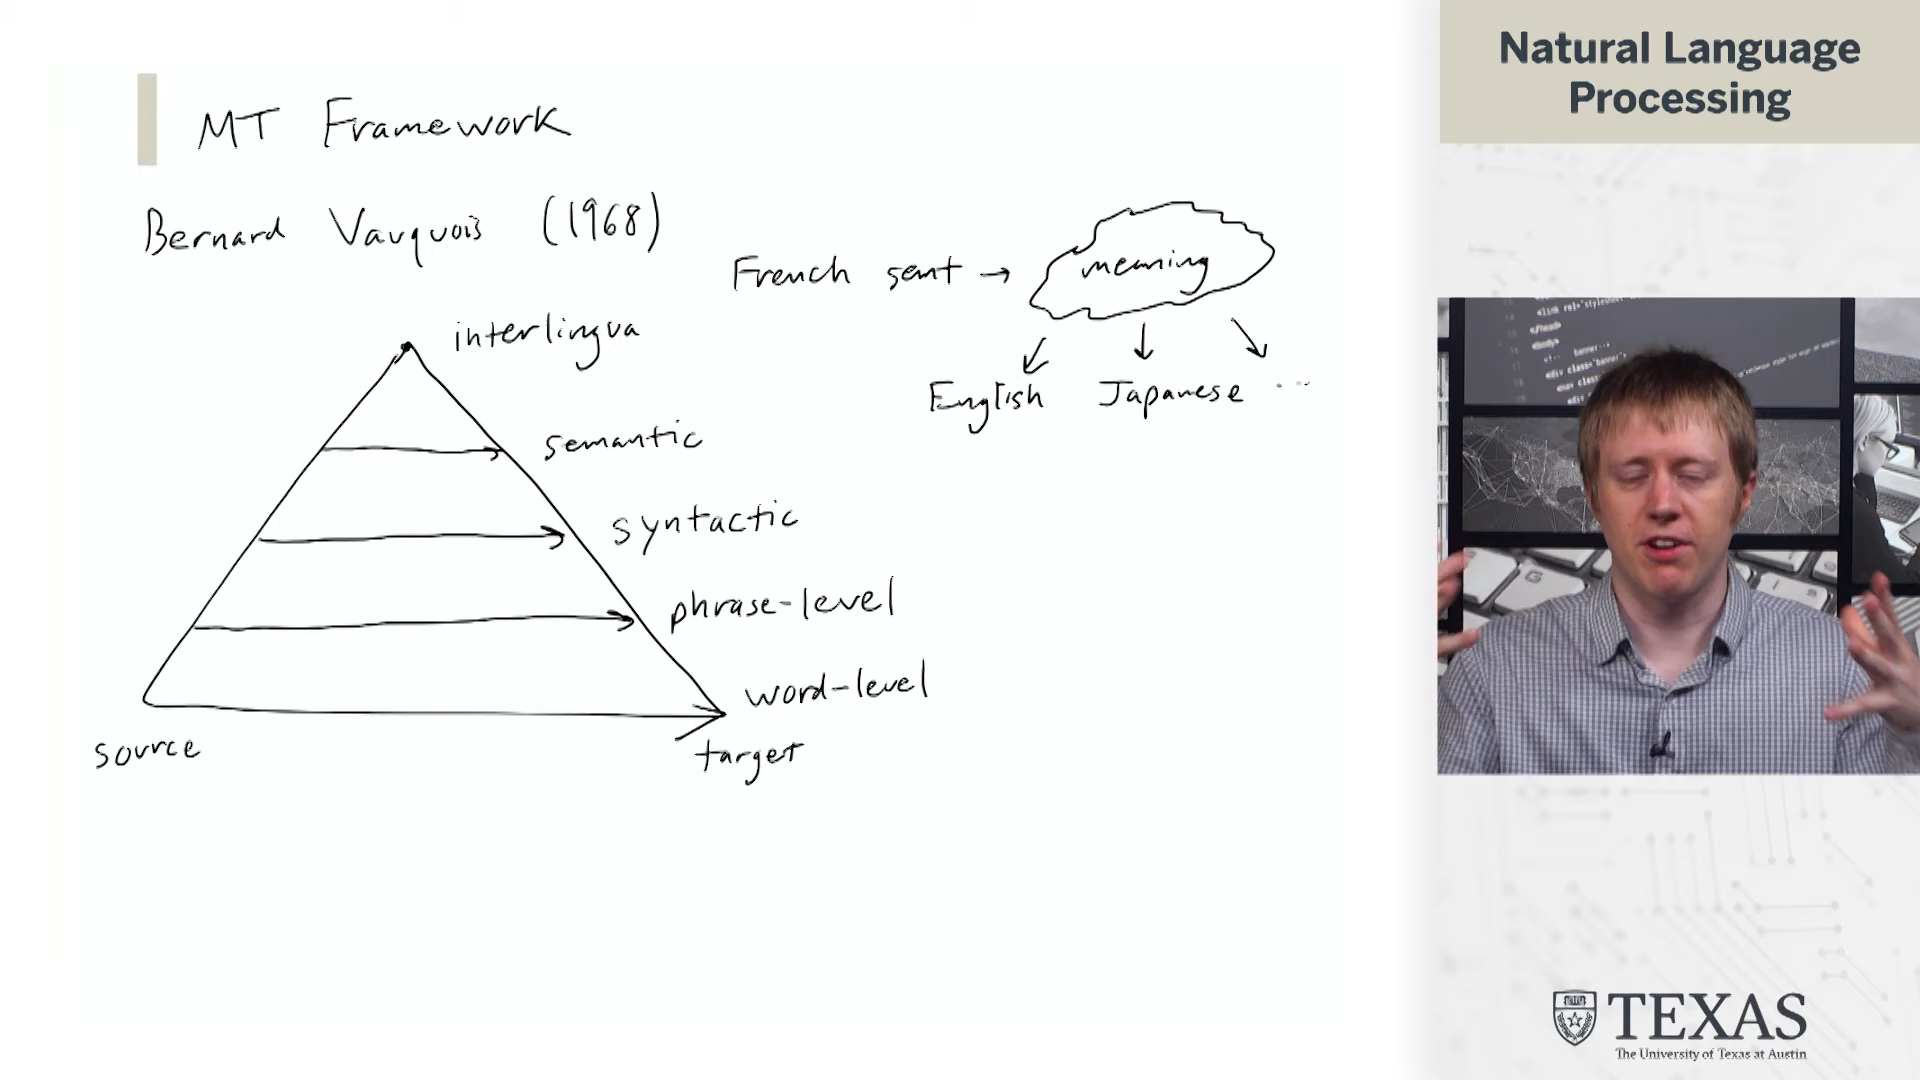 MT Framework
Bernard Vauquois (1968)
French sent →
meaning
English Japanese ...
interlingua
semantic
syntactic
phrase-level
word-level
source
target
Natural Language
Processing
TEXAS
The University of Texas at Austin